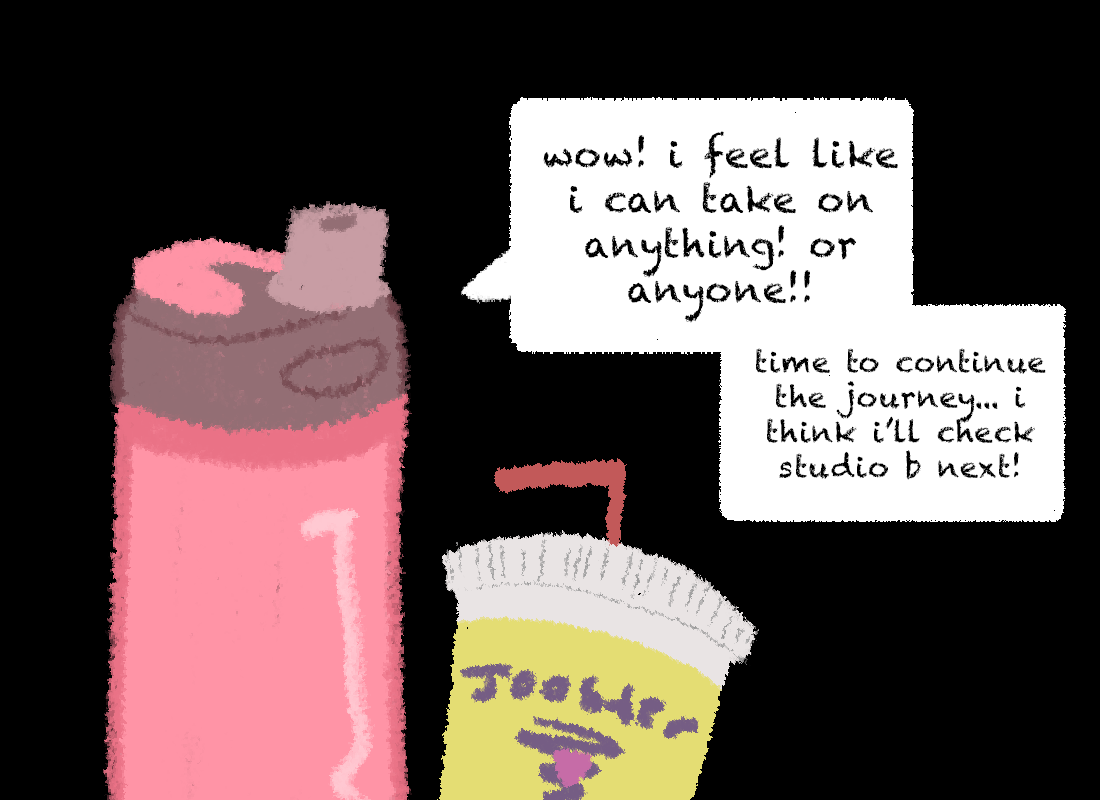 wow! i feel like
i can take on
anything! or
anyone!!
time to continue
the journey... i
think i'll check
studio b next!